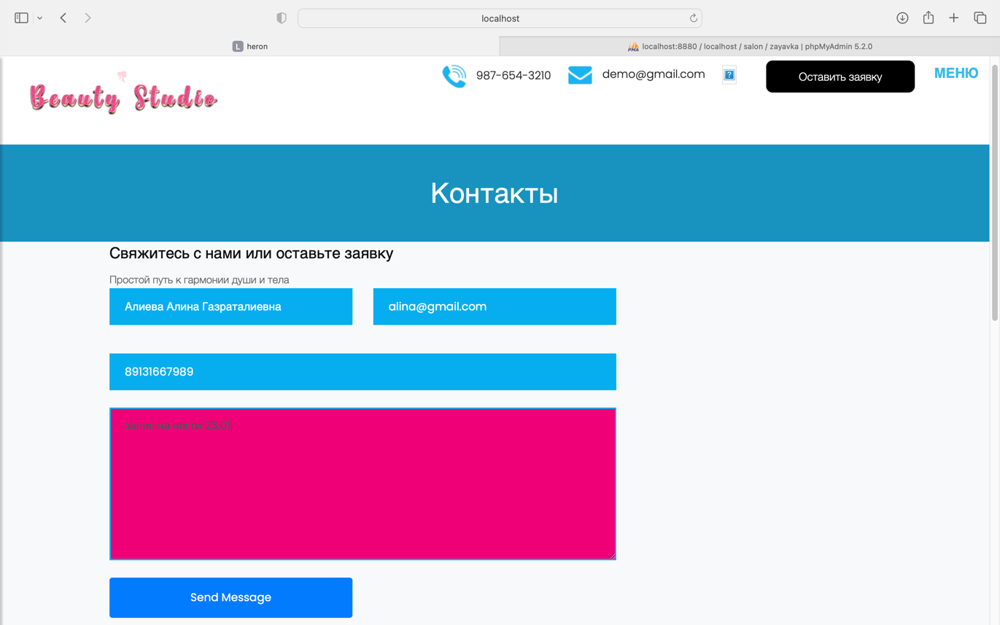 localhost
L heron
PMA localhost:8880 / localhost / salon / zayavka | phpMyAdmin 5.2.0
Beauty Studio
987-654-3210
demo@gmail.com
?
Оставить заявку
МЕНЮ
Контакты
Свяжитесь с нами или оставьте заявку
Простой путь к гармонии души и тела
Алиева Алина Газраталиевна
alina@gmail.com
89131667989
запис на ногти 23.01
Send Message